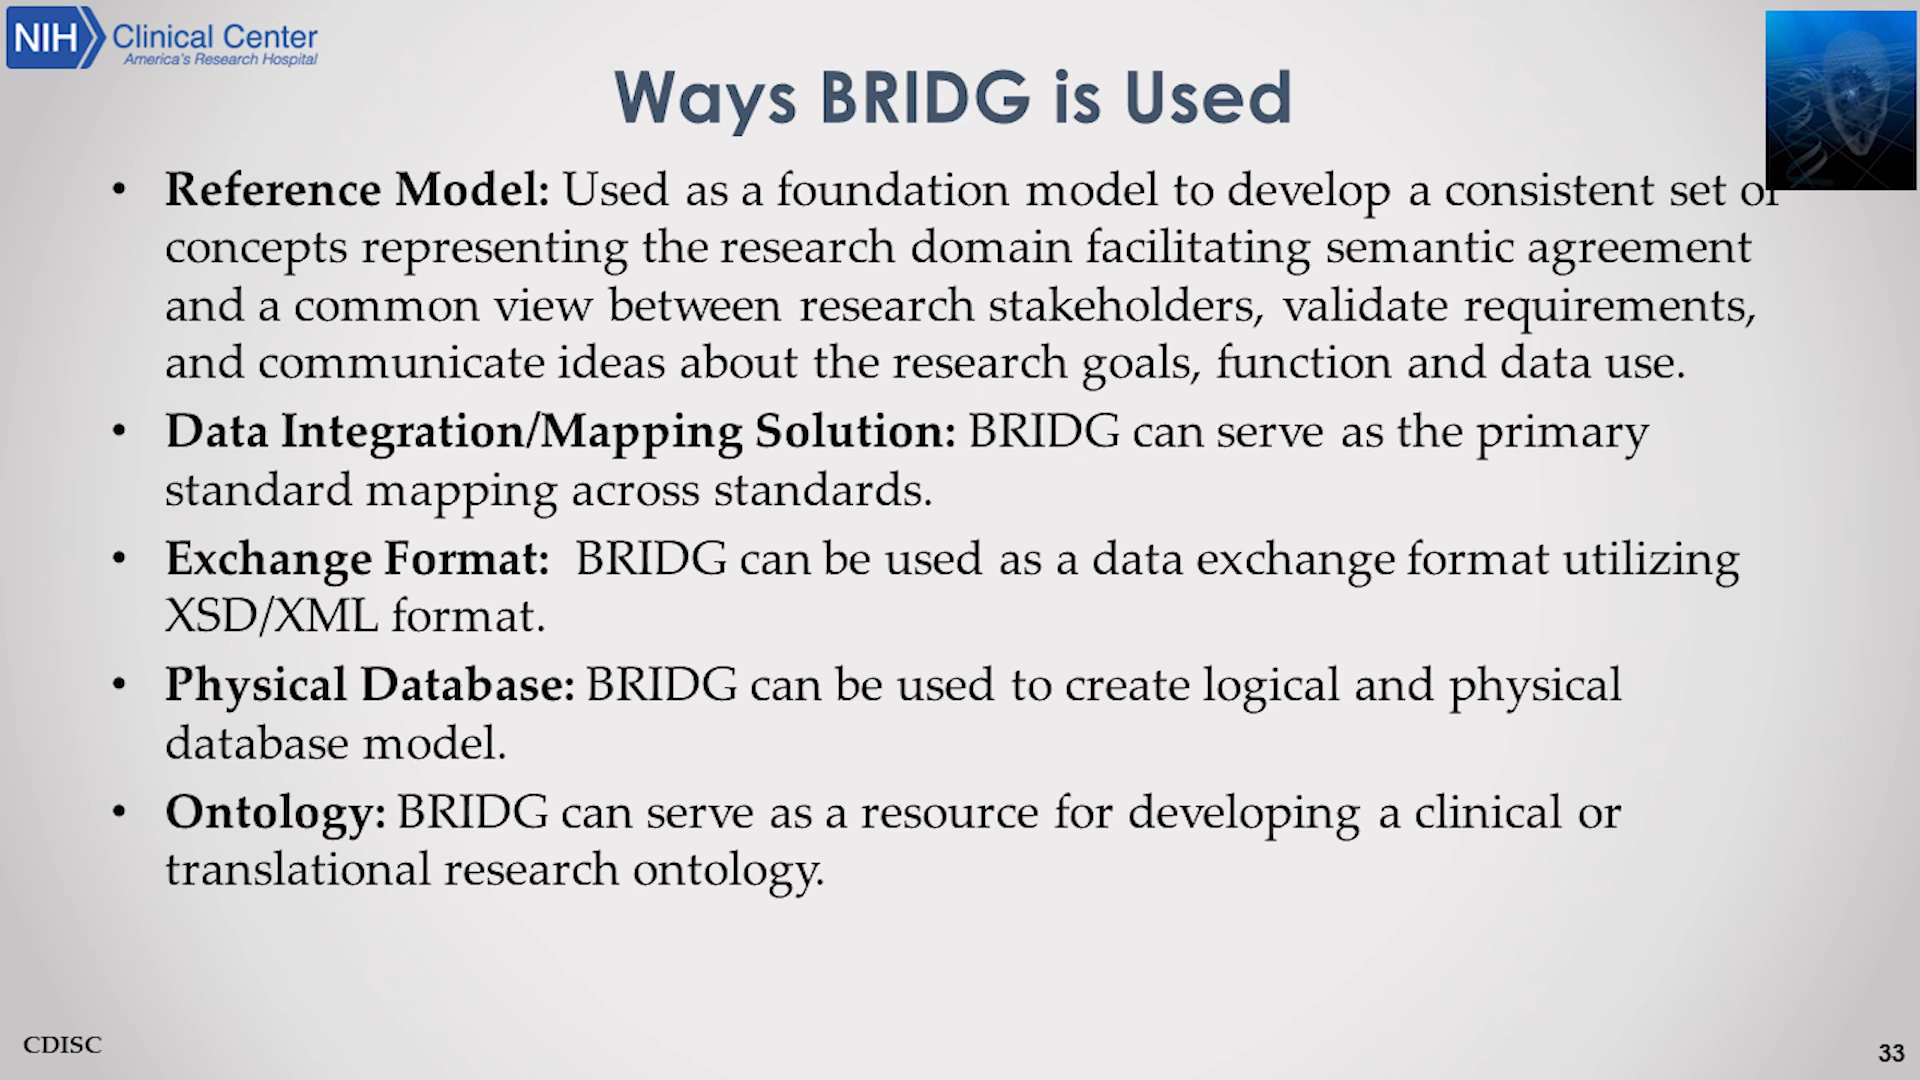 NIH Clinical Center
America's Research Hospital
Ways BRIDG is Used
• Reference Model: Used as a foundation model to develop a consistent set of
concepts representing the research domain facilitating semantic agreement
and a common view between research stakeholders, validate requirements,
and communicate ideas about the research goals, function and data use.
• Data Integration/Mapping Solution: BRIDG can serve as the primary
standard mapping across standards.
• Exchange Format: BRIDG can be used as a data exchange format utilizing
XSD/XML format.
• Physical Database: BRIDG can be used to create logical and physical
database model.
• Ontology: BRIDG can serve as a resource for developing a clinical or
translational research ontology.
CDISC
33